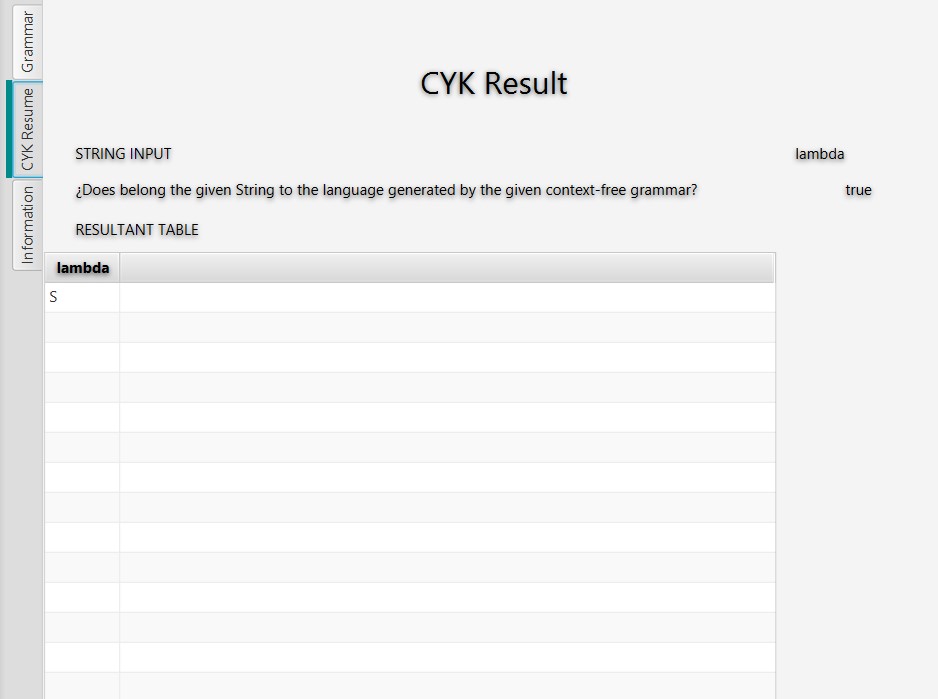 Grammar
CYK Resume
Information
CYK Result
STRING INPUT lambda
¿Does belong the given String to the language generated by the given context-free grammar? true
RESULTANT TABLE
lambda
S